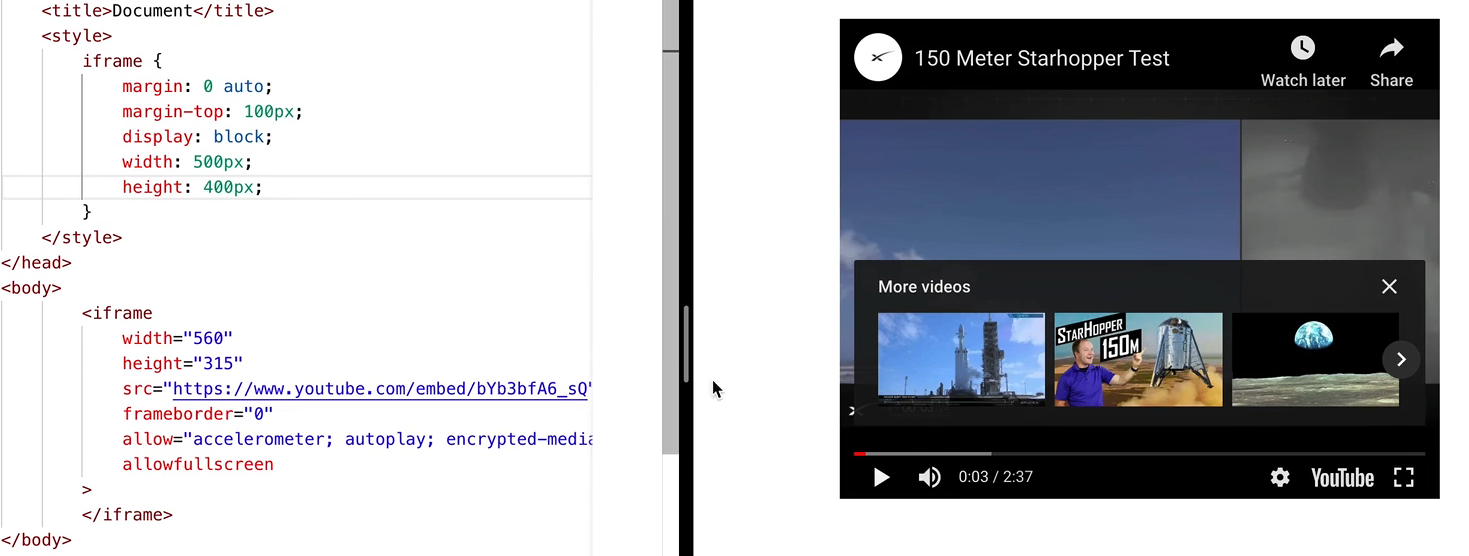 <title>Document</title>
<style>
iframe {
margin: 0 auto;
margin-top: 100px;
display: block;
width: 500px;
height: 400px;
}
</style>
</head>
<body>
<iframe
width="560"
height="315"
src="https://www.youtube.com/embed/bYb3bfA6_sQ"
frameborder="0"
allow="accelerometer; autoplay; encrypted-media
allowfullscreen
>
</iframe>
</body>
150 Meter Starhopper Test
Watch later
Share
More videos
STARHOPPER
150M
0:03 / 2:37
YouTube